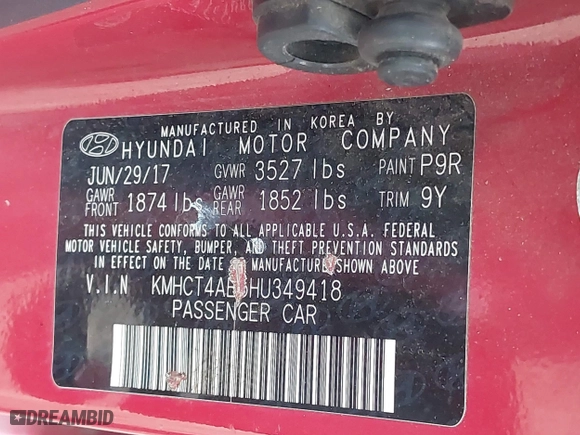 MANUFACTURED IN KOREA BY
HYUNDAI MOTOR COMPANY
JUN/29/17 GVWR 3527 lbs PAINT P9R
GAWR FRONT 1874 lbs GAWR REAR 1852 lbs TRIM 9Y
THIS VEHICLE CONFORMS TO ALL APPLICABLE U.S.A. FEDERAL
MOTOR VEHICLE SAFETY, BUMPER, AND THEFT PREVENTION STANDARDS
IN EFFECT ON THE DATE OF MANUFACTURE SHOWN ABOVE
V.I.N
PASSENGER CAR
DREAMBID